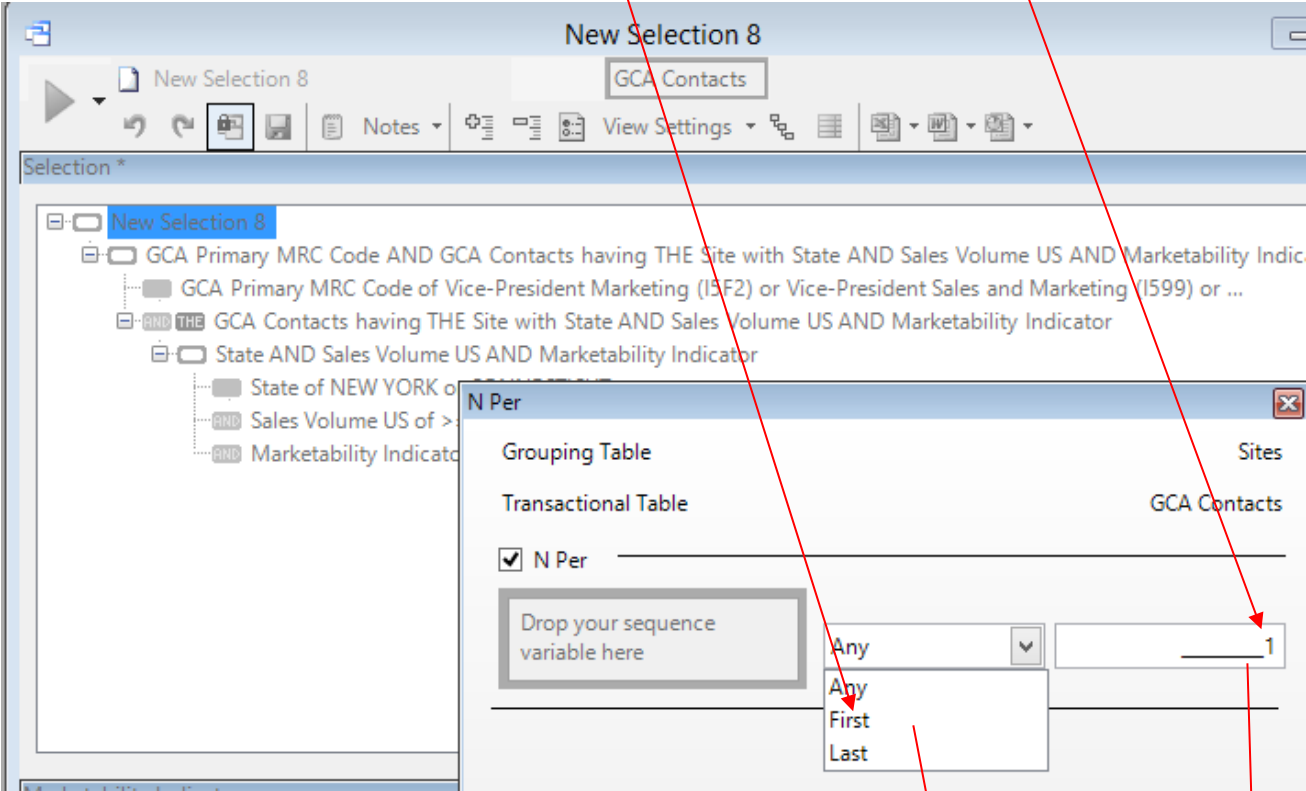 New Selection 8
New Selection 8 GCA Contacts
Notes View Settings
Selection *
New Selection 8
GCA Primary MRC Code AND GCA Contacts having THE Site with State AND Sales Volume US AND Marketability Indic
GCA Primary MRC Code of Vice-President Marketing (I5F2) or Vice-President Sales and Marketing (I599) or ...
AND THE GCA Contacts having THE Site with State AND Sales Volume US AND Marketability Indicator
State AND Sales Volume US AND Marketability Indicator
State of NEW YORK o
AND Sales Volume US of >
AND Marketability Indicato
N Per
Grouping Table Sites
Transactional Table GCA Contacts
N Per
Drop your sequence
variable here
Any ________1
Any
First
Last